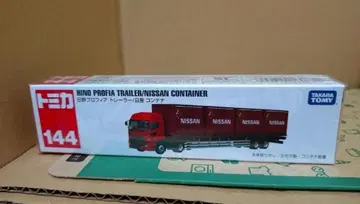 トミカ
144
HINO PROFIA TRAILER/NISSAN CONTAINER
日野プロフィア トレーラー/日産 コンテナ
TAKARA TOMY
NISSAN NISSAN NISSAN NISSAN